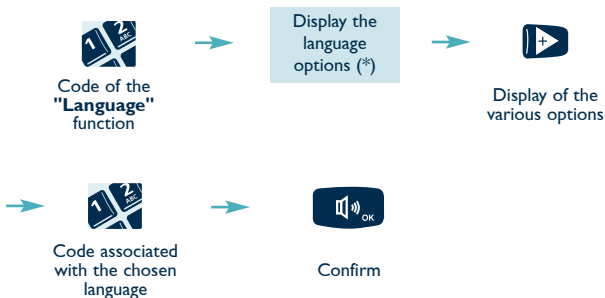 1 2 ABC
Display the
language
options (*)
+
Code of the
"Language"
function
Display of the
various options
1 2 ABC
OK
Code associated
with the chosen
language
Confirm